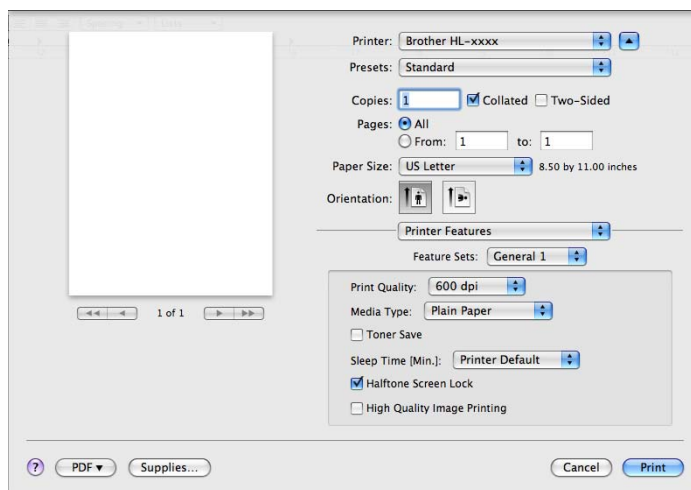 Printer: Brother HL-xxxx
Presets: Standard
Copies: 1 Collated Two-Sided
Pages: All
From: 1 to: 1
Paper Size: US Letter 8.50 by 11.00 inches
Orientation:
Printer Features
Feature Sets: General 1
Print Quality: 600 dpi
Media Type: Plain Paper
Toner Save
Sleep Time [Min.]: Printer Default
Halftone Screen Lock
High Quality Image Printing
1 of 1
? PDF▼ Supplies... Cancel Print